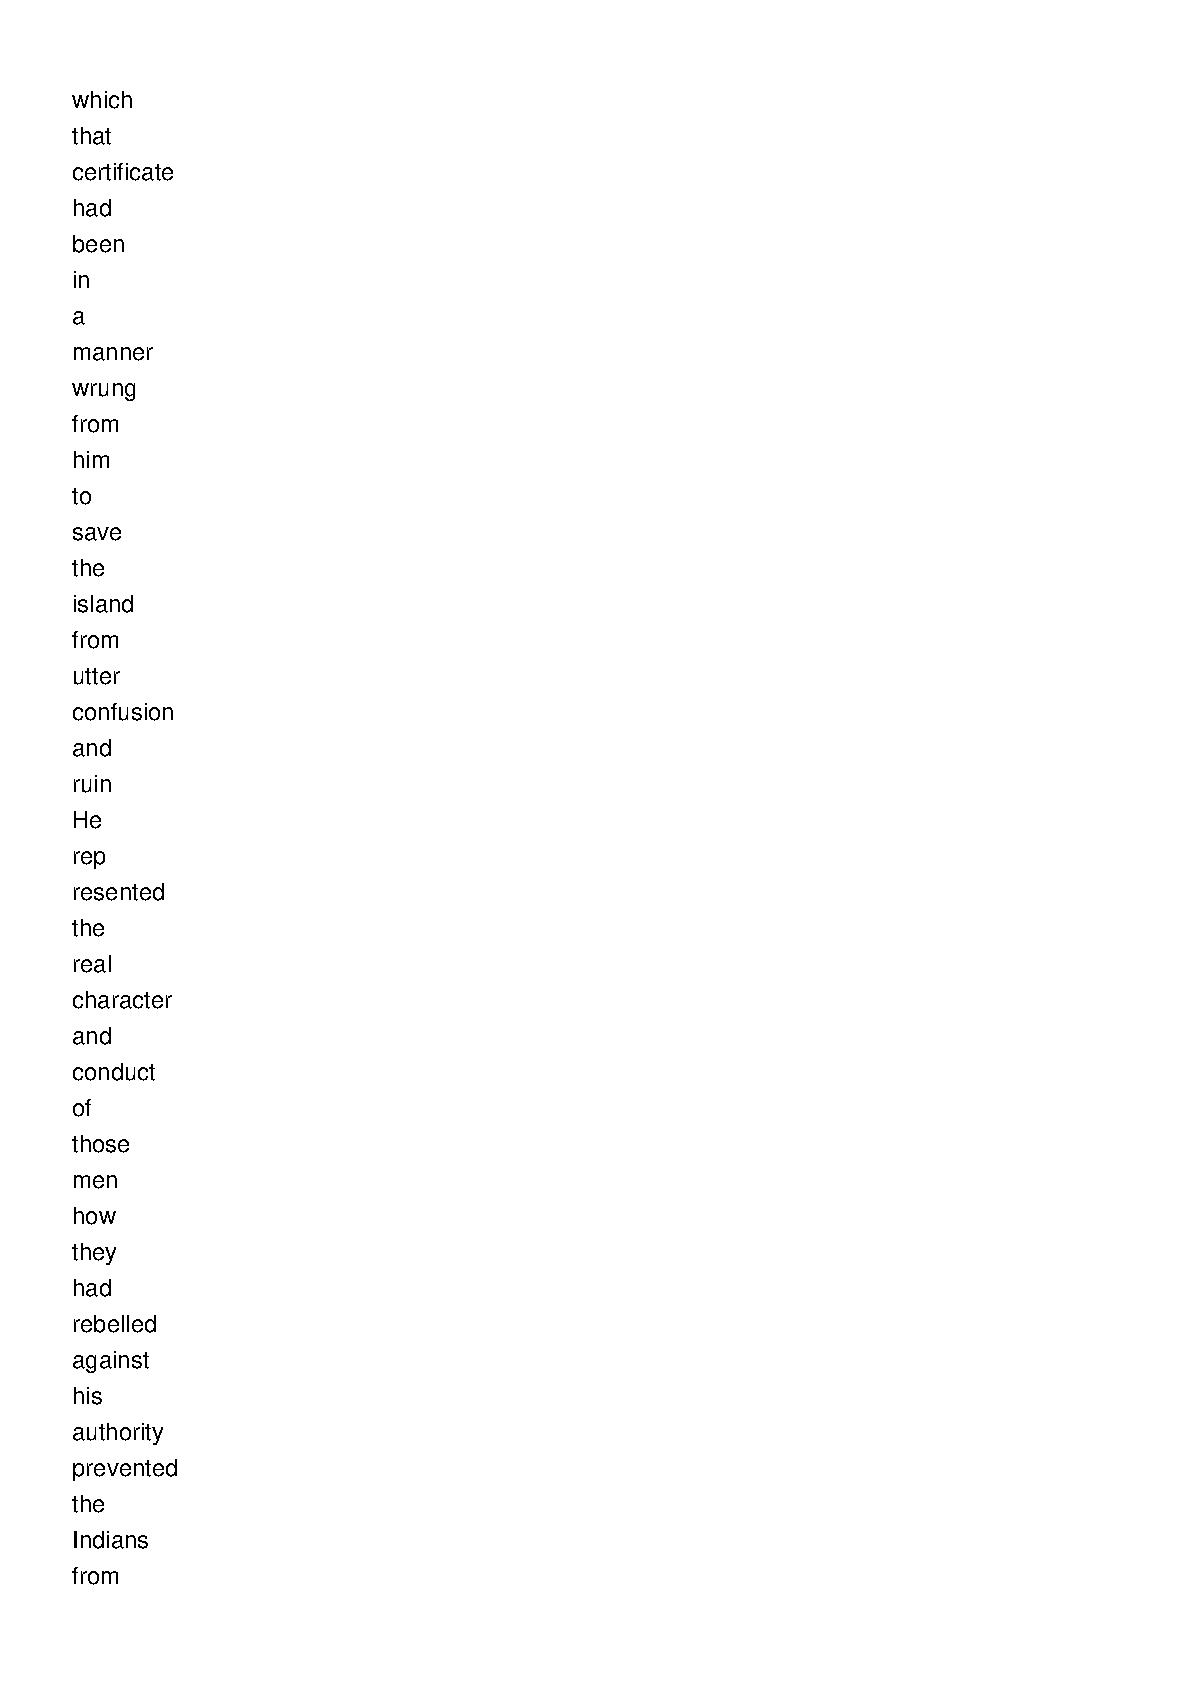 which
that
certificate
had
been
in
a
manner
wrung
from
him
to
save
the
island
from
utter
confusion
and
ruin
He
rep
resented
the
real
character
and
conduct
of
those
men
how
they
had
rebelled
against
his
authority
prevented
the
Indians
from